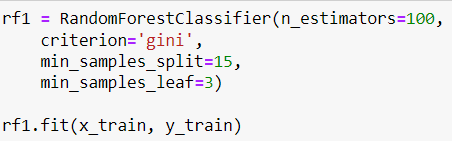 rf1 = RandomForestClassifier(n_estimators=100,
    criterion='gini',
    min_samples_split=15,
    min_samples_leaf=3)
rf1.fit(x_train, y_train)